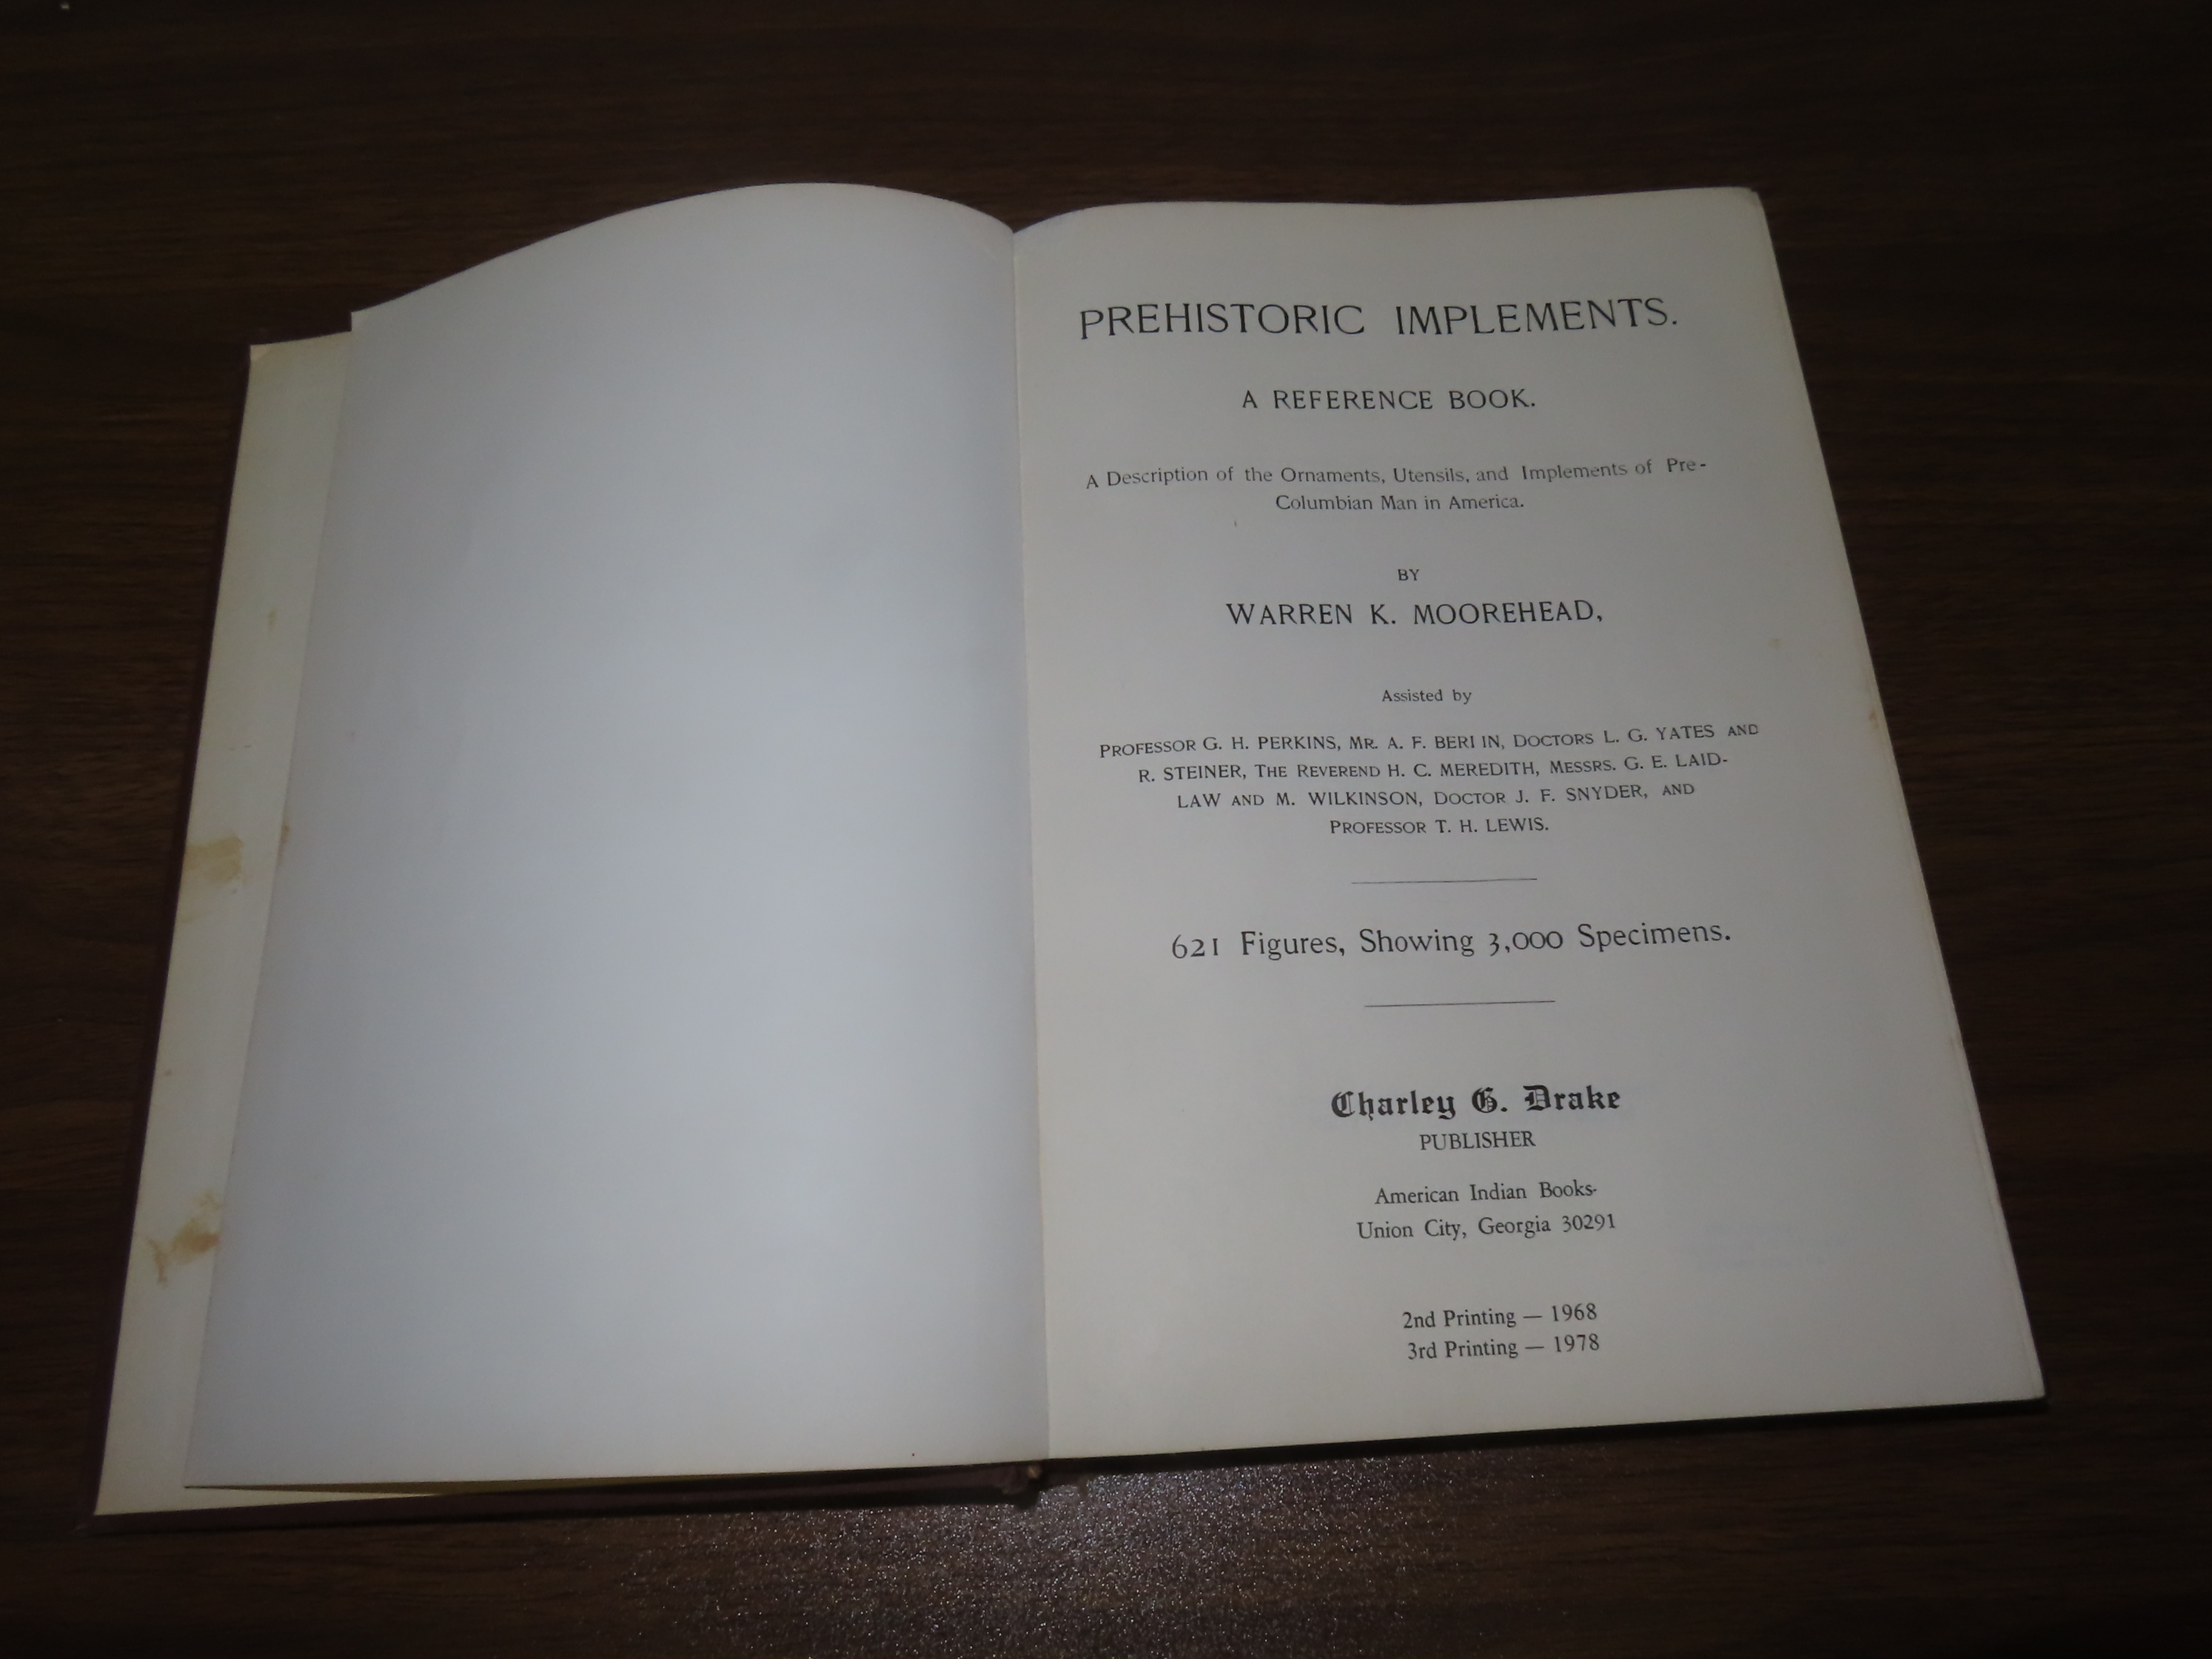 PREHISTORIC IMPLEMENTS.
A REFERENCE BOOK.
A Description of the Ornaments, Utensils, and Implements of Pre-
Columbian Man in America.
BY
WARREN K. MOOREHEAD,
Assisted by
PROFESSOR G. H. PERKINS, MR. A. F. BERI IN, DOCTORS L. G. YATES AND
R. STEINER, THE REVEREND H. C. MEREDITH, MESSRS. G. E. LAID-
LAW AND M. WILKINSON, DOCTOR J. F. SNYDER, AND
PROFESSOR T. H. LEWIS.
621 Figures, Showing 3,000 Specimens.
Charley G. Drake
PUBLISHER
American Indian Books-
Union City, Georgia 30291
2nd Printing — 1968
3rd Printing — 1978